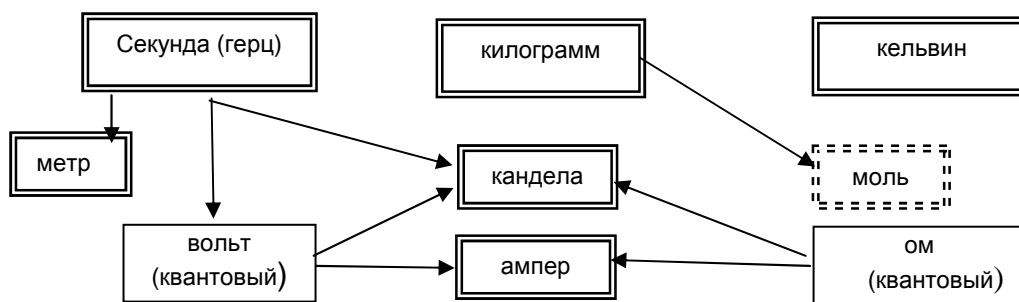 Секунда (герц)
килограмм
кельвин
метр
кандела
моль
вольт
(квантовый)
ампер
ом
(квантовый)